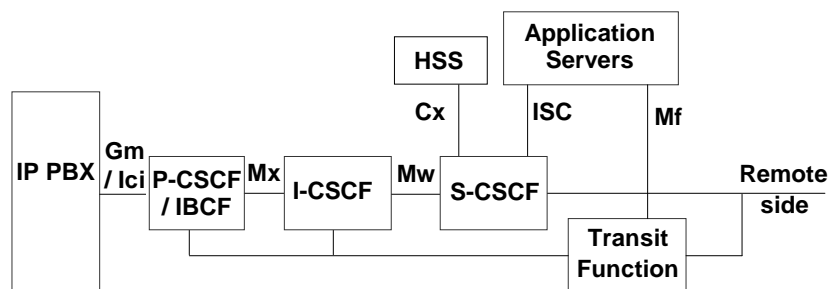 Application
Servers
HSS
Cx
ISC
Mf
IP PBX
Gm
/ Ici
P-CSCF
/ IBCF
Mx
I-CSCF
Mw
S-CSCF
Remote
side
Transit
Function